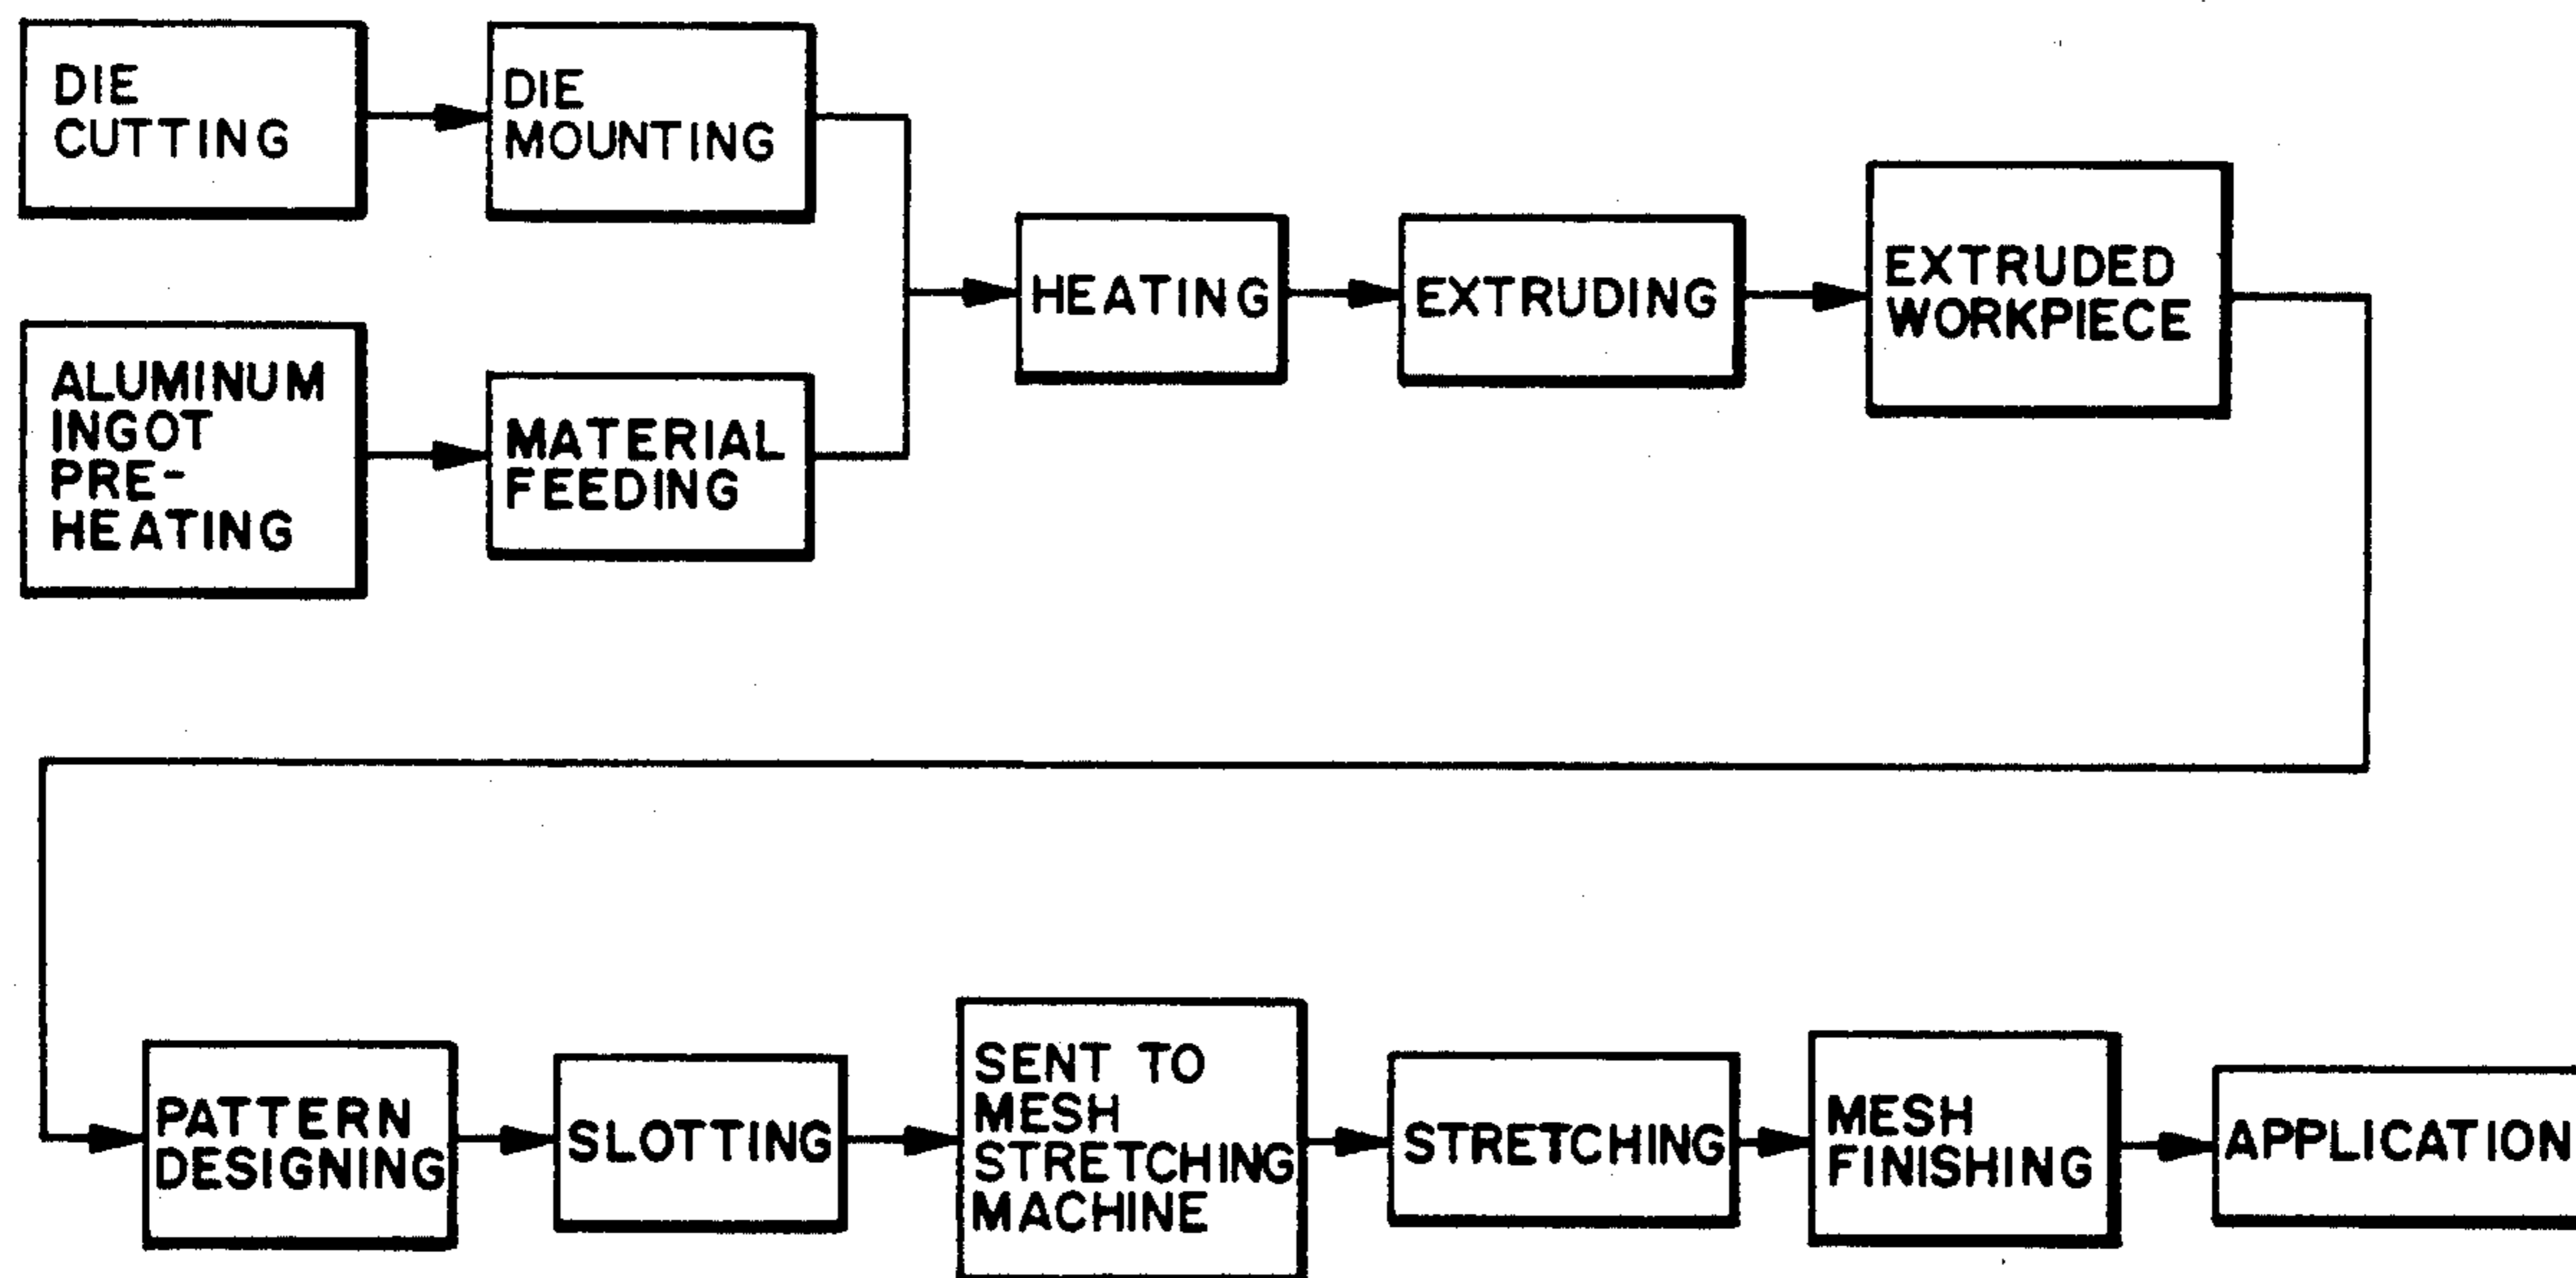 DIE
CUTTING
DIE
MOUNTING
ALUMINUM
INGOT
PRE-
HEATING
MATERIAL
FEEDING
HEATING
EXTRUDING
EXTRUDED
WORKPIECE
PATTERN
DESIGNING
SLOTTING
SENT TO
MESH
STRETCHING
MACHINE
STRETCHING
MESH
FINISHING
APPLICATION